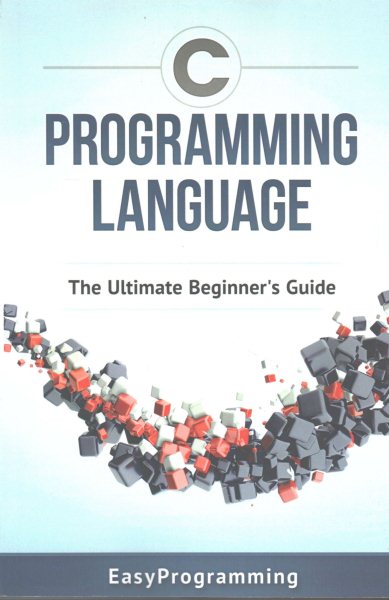 C
PROGRAMMING
LANGUAGE
The Ultimate Beginner's Guide
EasyProgramming